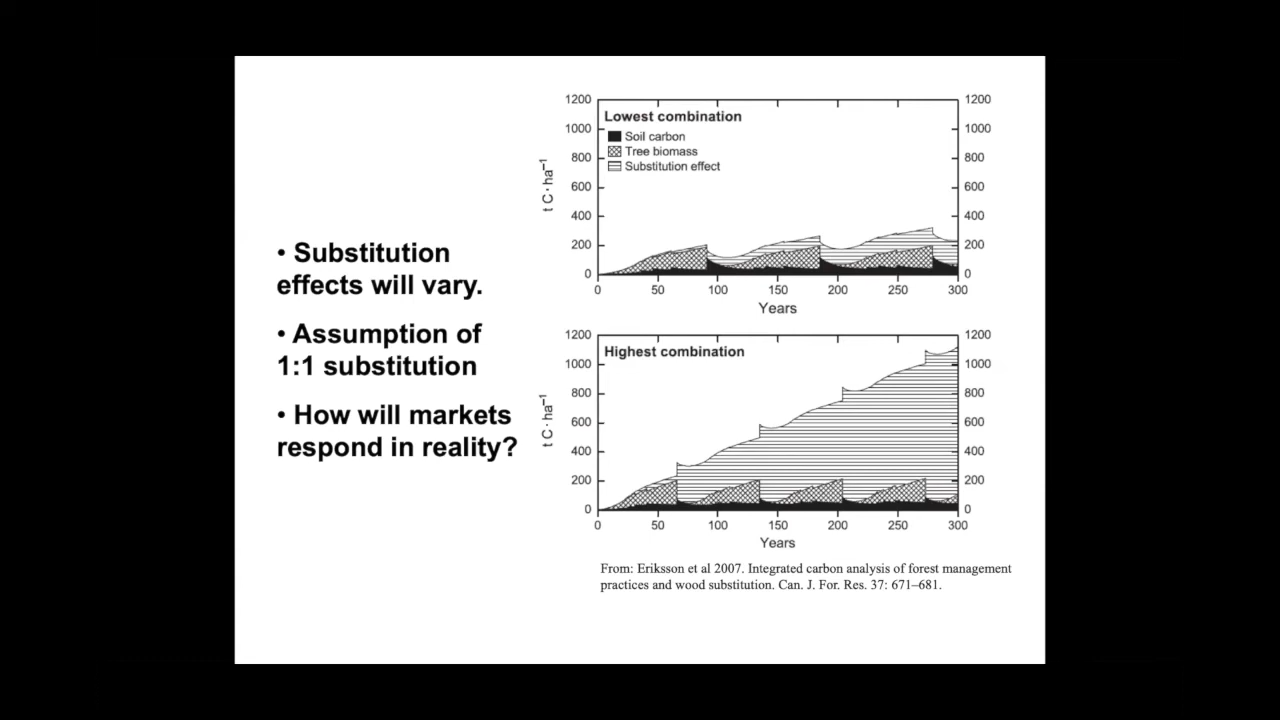 • Substitution
effects will vary.
• Assumption of
1:1 substitution
• How will markets
respond in reality?
1200
1000
800
600
400
200
0
t C·ha⁻¹
Lowest combination
Soil carbon
Tree biomass
Substitution effect
1200
1000
800
600
400
200
0
0 50 100 150 200 250 300
Years
1200
1000
800
600
400
200
0
t C·ha⁻¹
Highest combination
1200
1000
800
600
400
200
0
0 50 100 150 200 250 300
Years
From: Eriksson et al 2007. Integrated carbon analysis of forest management
practices and wood substitution. Can. J. For. Res. 37: 671–681.